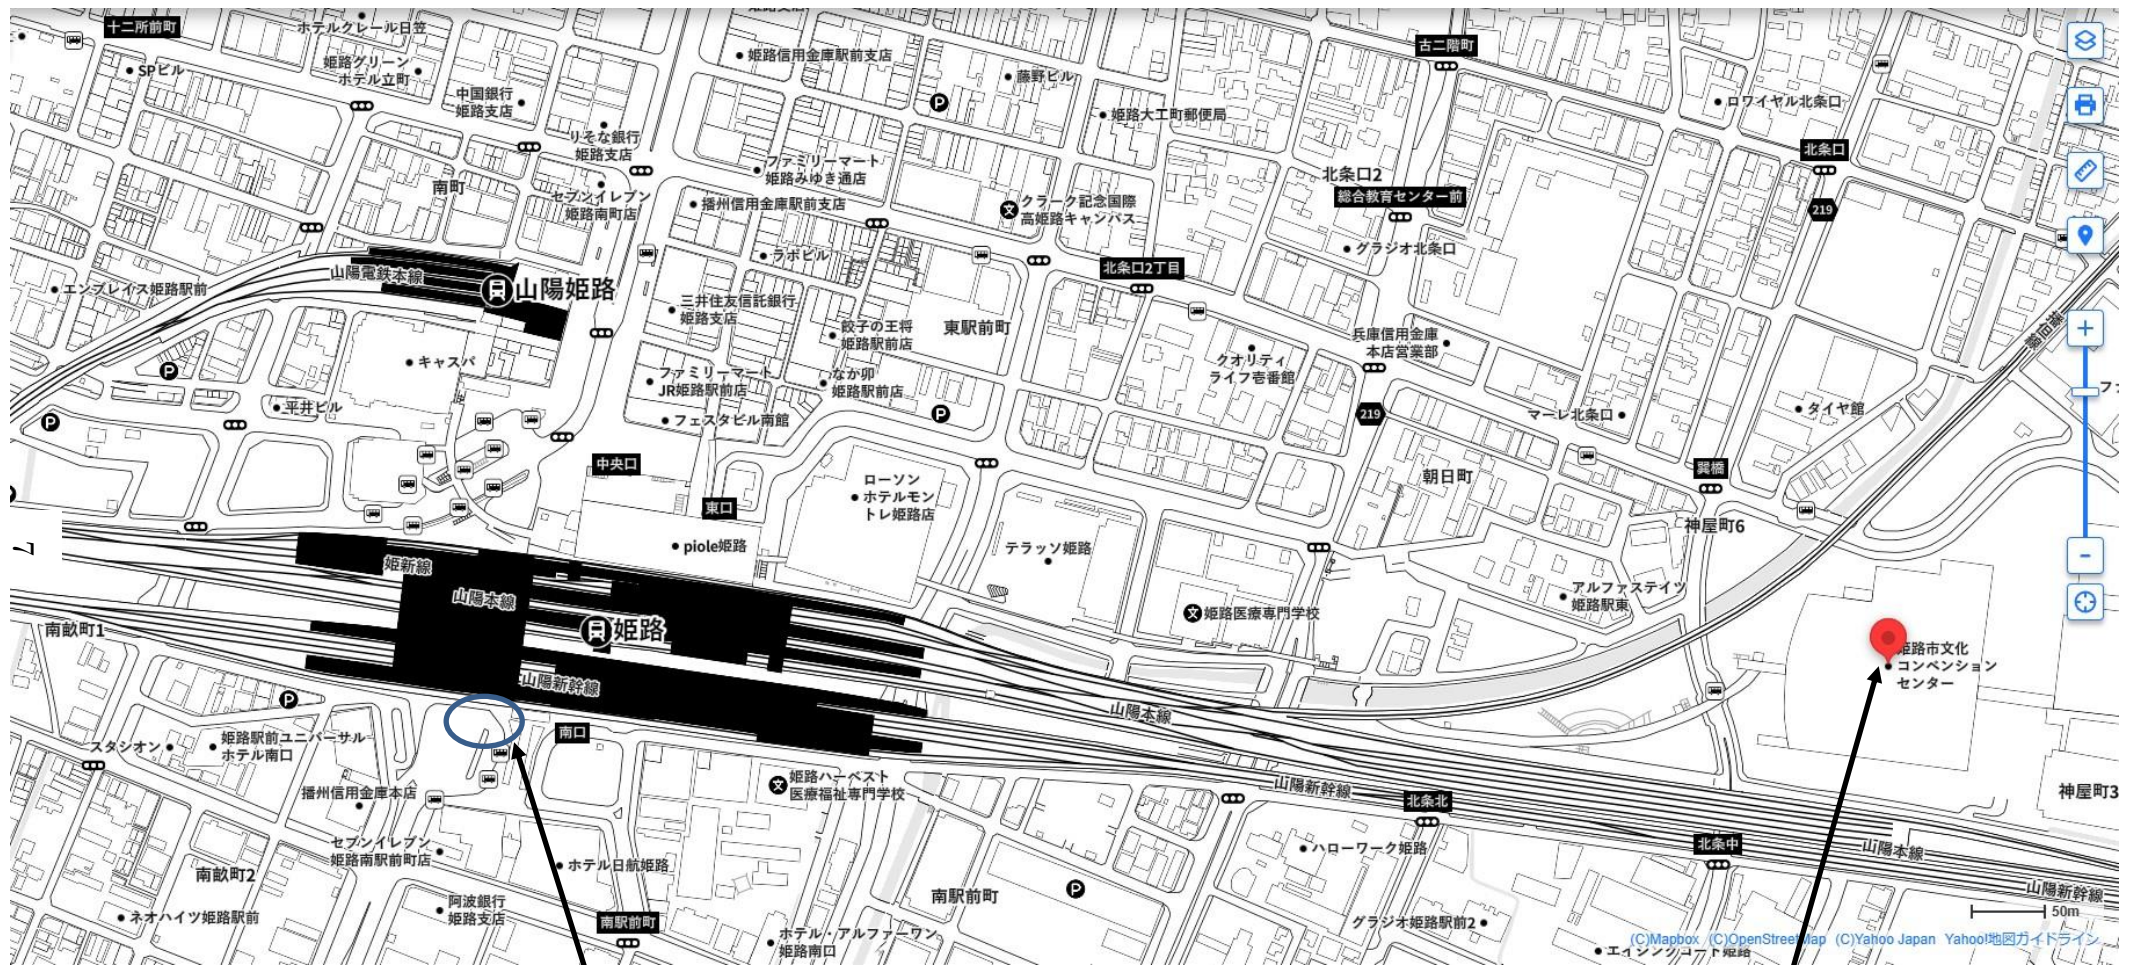 十二所前町
ホテルクレール日笠
姫路信用金庫駅前支店
古二階町
SPビル
姫路グリーン
ホテル立町
藤野ビル
中国銀行
姫路支店
ロワイヤル北条口
姫路大工町郵便局
りそな銀行
姫路支店
北条口
ファミリーマート
姫路みゆき通店
北条口2
南町
セブンイレブン
姫路南町店
総合教育センター前
播州信用金庫駅前支店
クラーク記念国際
高姫路キャンパス
219
グラジオ北条口
ラポビル
北条口2丁目
山陽電鉄本線
エンブレイス姫路駅前
山陽姫路
三井住友信託銀行
姫路支店
餃子の王将
姫路駅前店
東駅前町
播但線
兵庫信用金庫
本店営業部
キャスパ
クオリティ
ライフ壱番館
ファミリーマート
JR姫路駅前店
なか卯
姫路駅前店
平井ビル
フェスタビル南館
219
マーレ北条口
タイヤ館
中央口
巽橋
朝日町
ローソン
ホテルモン
トレ姫路店
東口
神屋町6
piole姫路
テラッソ姫路
姫新線
山陽本線
アルファステイツ
姫路駅東
姫路医療専門学校
南畝町1
姫路
姫路市文化
コンベンション
センター
山陽新幹線
山陽本線
南口
スタシオン
姫路駅前ユニバーサル
ホテル南口
播州信用金庫本店
姫路ハーベスト
医療福祉専門学校
山陽新幹線
北条北
神屋町3
セブンイレブン
姫路南駅前町店
ハローワーク姫路
北条中
山陽本線
ホテル日航姫路
南畝町2
南駅前町
山陽新幹線
阿波銀行
姫路支店
ネオハイツ姫路駅前
南駅前町
グラジオ姫路駅前2
50m
ホテル・アルファーワン
姫路南口
(C)Mapbox (C)OpenStreetMap (C)Yahoo Japan Yahoo!地図ガイドライン
エイジングコート姫路